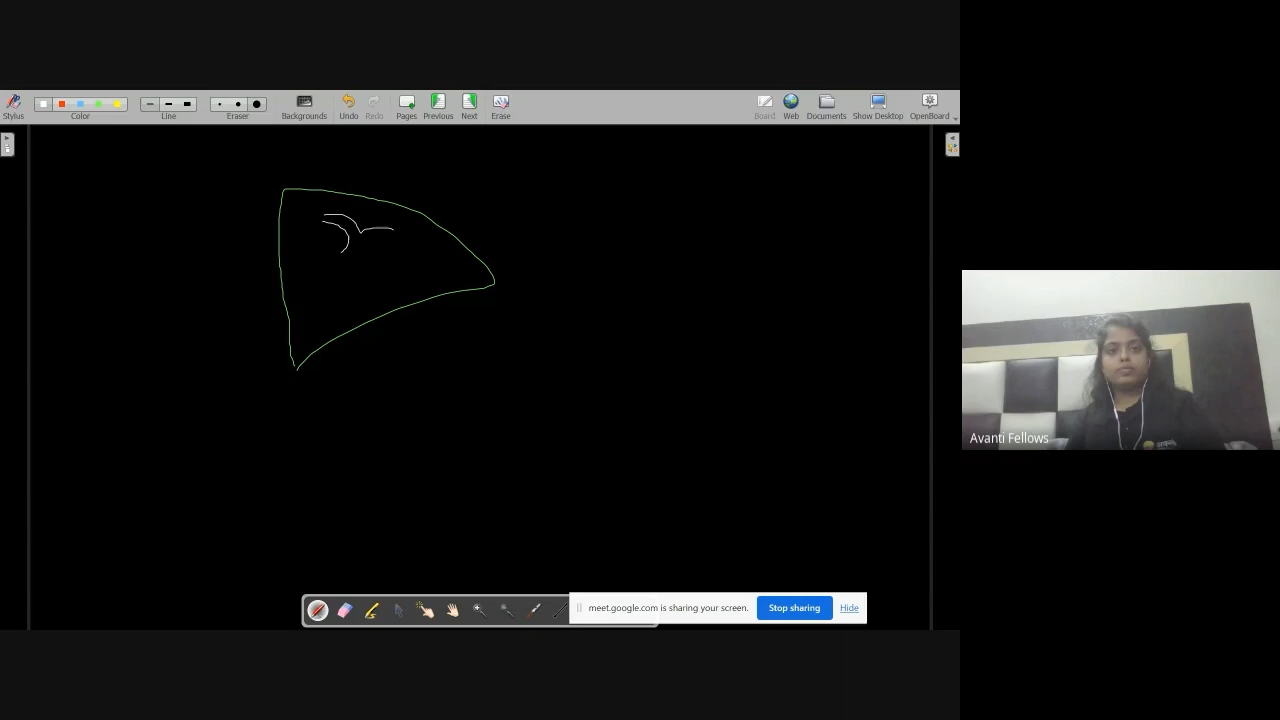 Stylus Color Line Eraser Backgrounds Undo Redo Pages Previous Next Erase Board Web Documents Show Desktop OpenBoard
Avanti Fellows
meet.google.com is sharing your screen. Stop sharing Hide